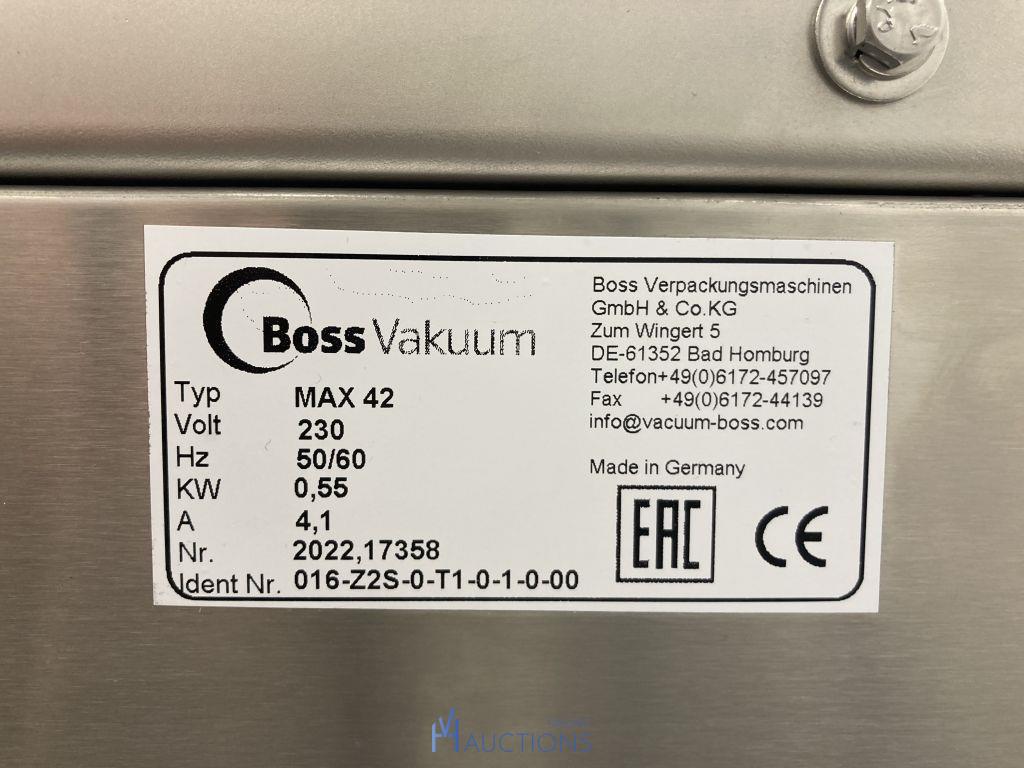 Boss Vakuum
Typ MAX 42
Volt 230
Hz 50/60
KW 0,55
A 4,1
Nr. 2022,17358
Ident Nr. 016-Z2S-0-T1-0-1-0-00
Boss Verpackungsmaschinen
GmbH & Co.KG
Zum Wingert 5
DE-61352 Bad Homburg
Telefon+49(0)6172-457097
Fax +49(0)6172-44139
info@vacuum-boss.com
Made in Germany
EAC CE
AUCTIONS